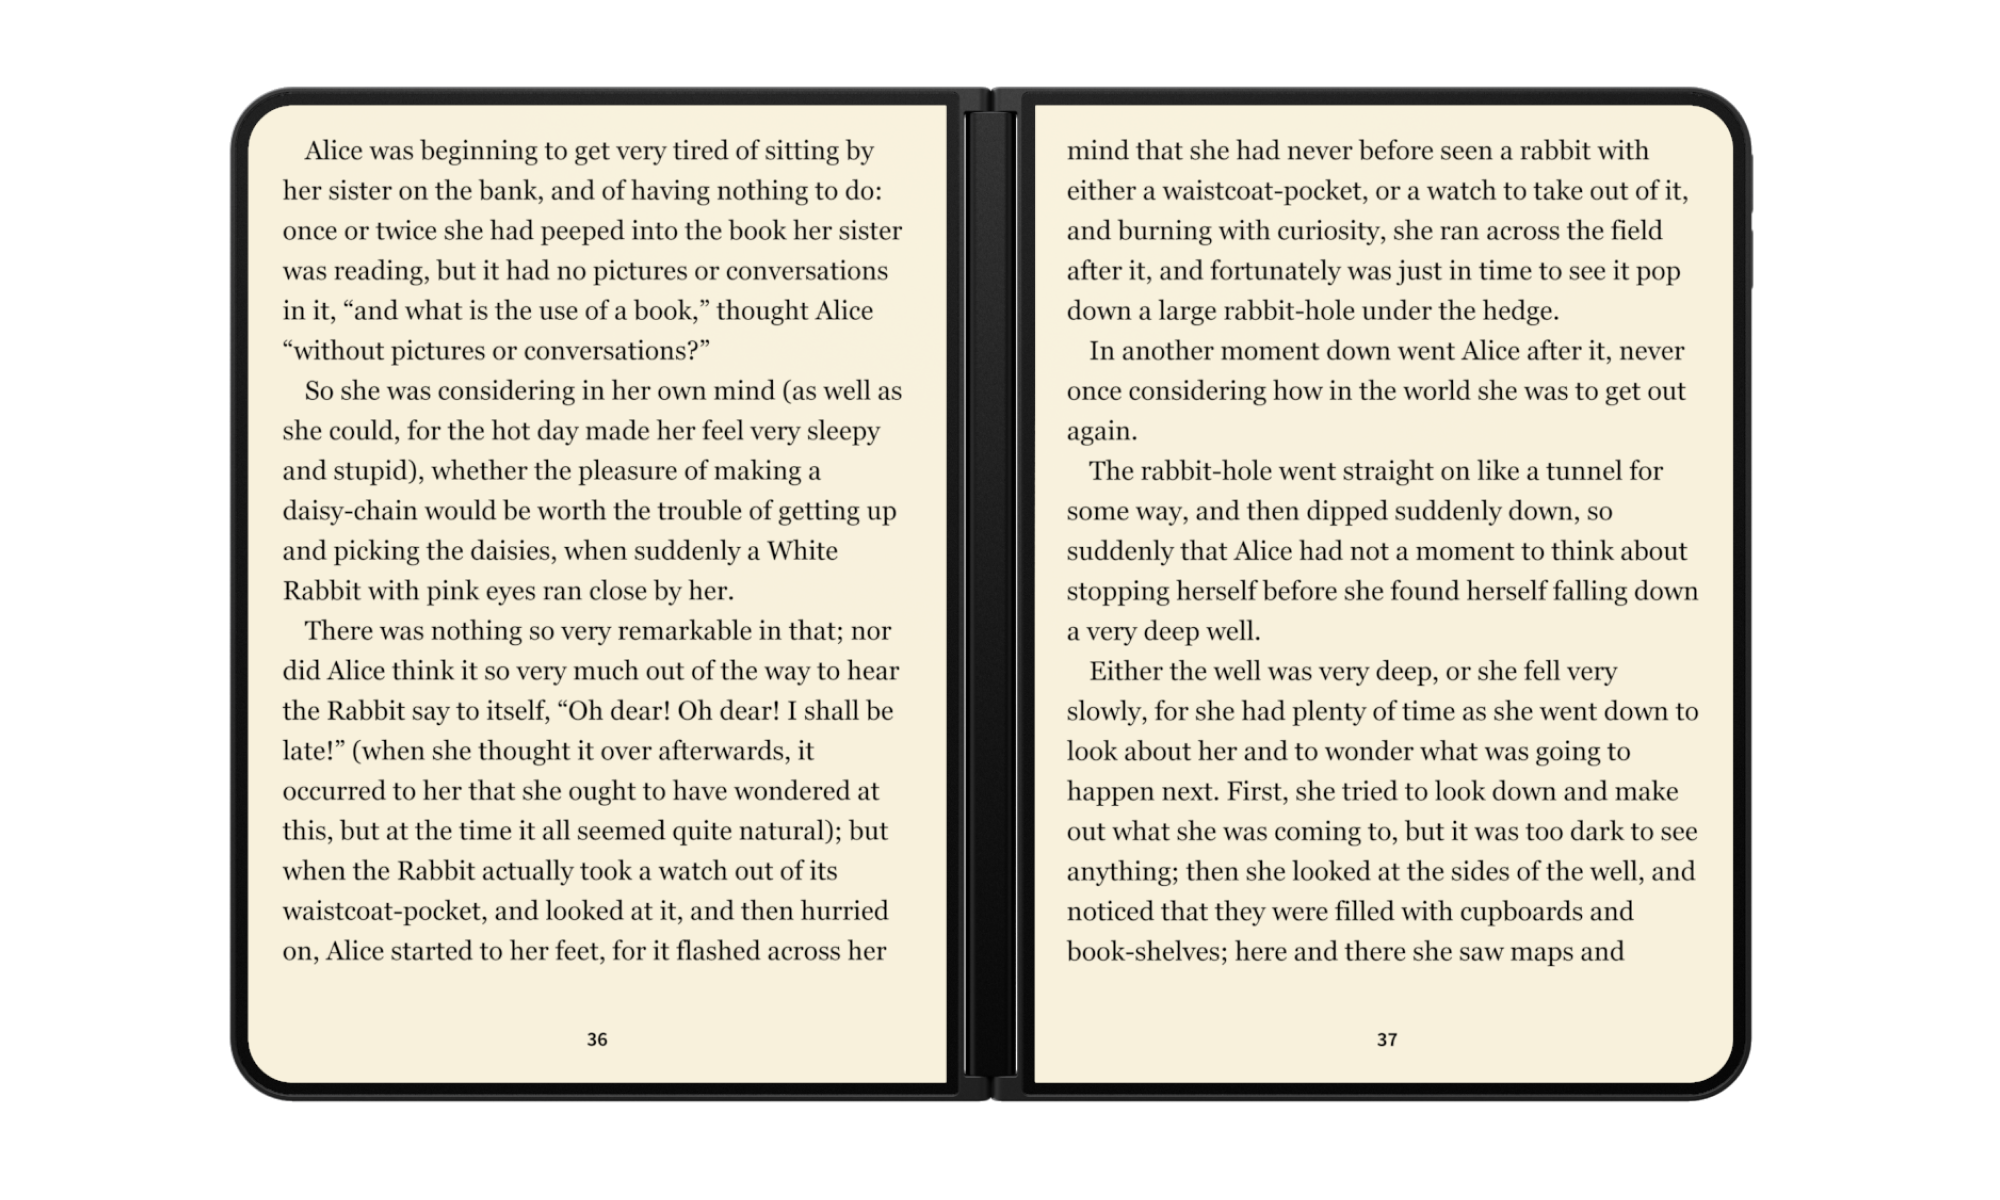 Alice was beginning to get very tired of sitting by
her sister on the bank, and of having nothing to do:
once or twice she had peeped into the book her sister
was reading, but it had no pictures or conversations
in it, “and what is the use of a book,” thought Alice
“without pictures or conversations?”
So she was considering in her own mind (as well as
she could, for the hot day made her feel very sleepy
and stupid), whether the pleasure of making a
daisy-chain would be worth the trouble of getting up
and picking the daisies, when suddenly a White
Rabbit with pink eyes ran close by her.
There was nothing so very remarkable in that; nor
did Alice think it so very much out of the way to hear
the Rabbit say to itself, “Oh dear! Oh dear! I shall be
late!” (when she thought it over afterwards, it
occurred to her that she ought to have wondered at
this, but at the time it all seemed quite natural); but
when the Rabbit actually took a watch out of its
waistcoat-pocket, and looked at it, and then hurried
on, Alice started to her feet, for it flashed across her
36
mind that she had never before seen a rabbit with
either a waistcoat-pocket, or a watch to take out of it,
and burning with curiosity, she ran across the field
after it, and fortunately was just in time to see it pop
down a large rabbit-hole under the hedge.
In another moment down went Alice after it, never
once considering how in the world she was to get out
again.
The rabbit-hole went straight on like a tunnel for
some way, and then dipped suddenly down, so
suddenly that Alice had not a moment to think about
stopping herself before she found herself falling down
a very deep well.
Either the well was very deep, or she fell very
slowly, for she had plenty of time as she went down to
look about her and to wonder what was going to
happen next. First, she tried to look down and make
out what she was coming to, but it was too dark to see
anything; then she looked at the sides of the well, and
noticed that they were filled with cupboards and
book-shelves; here and there she saw maps and
37